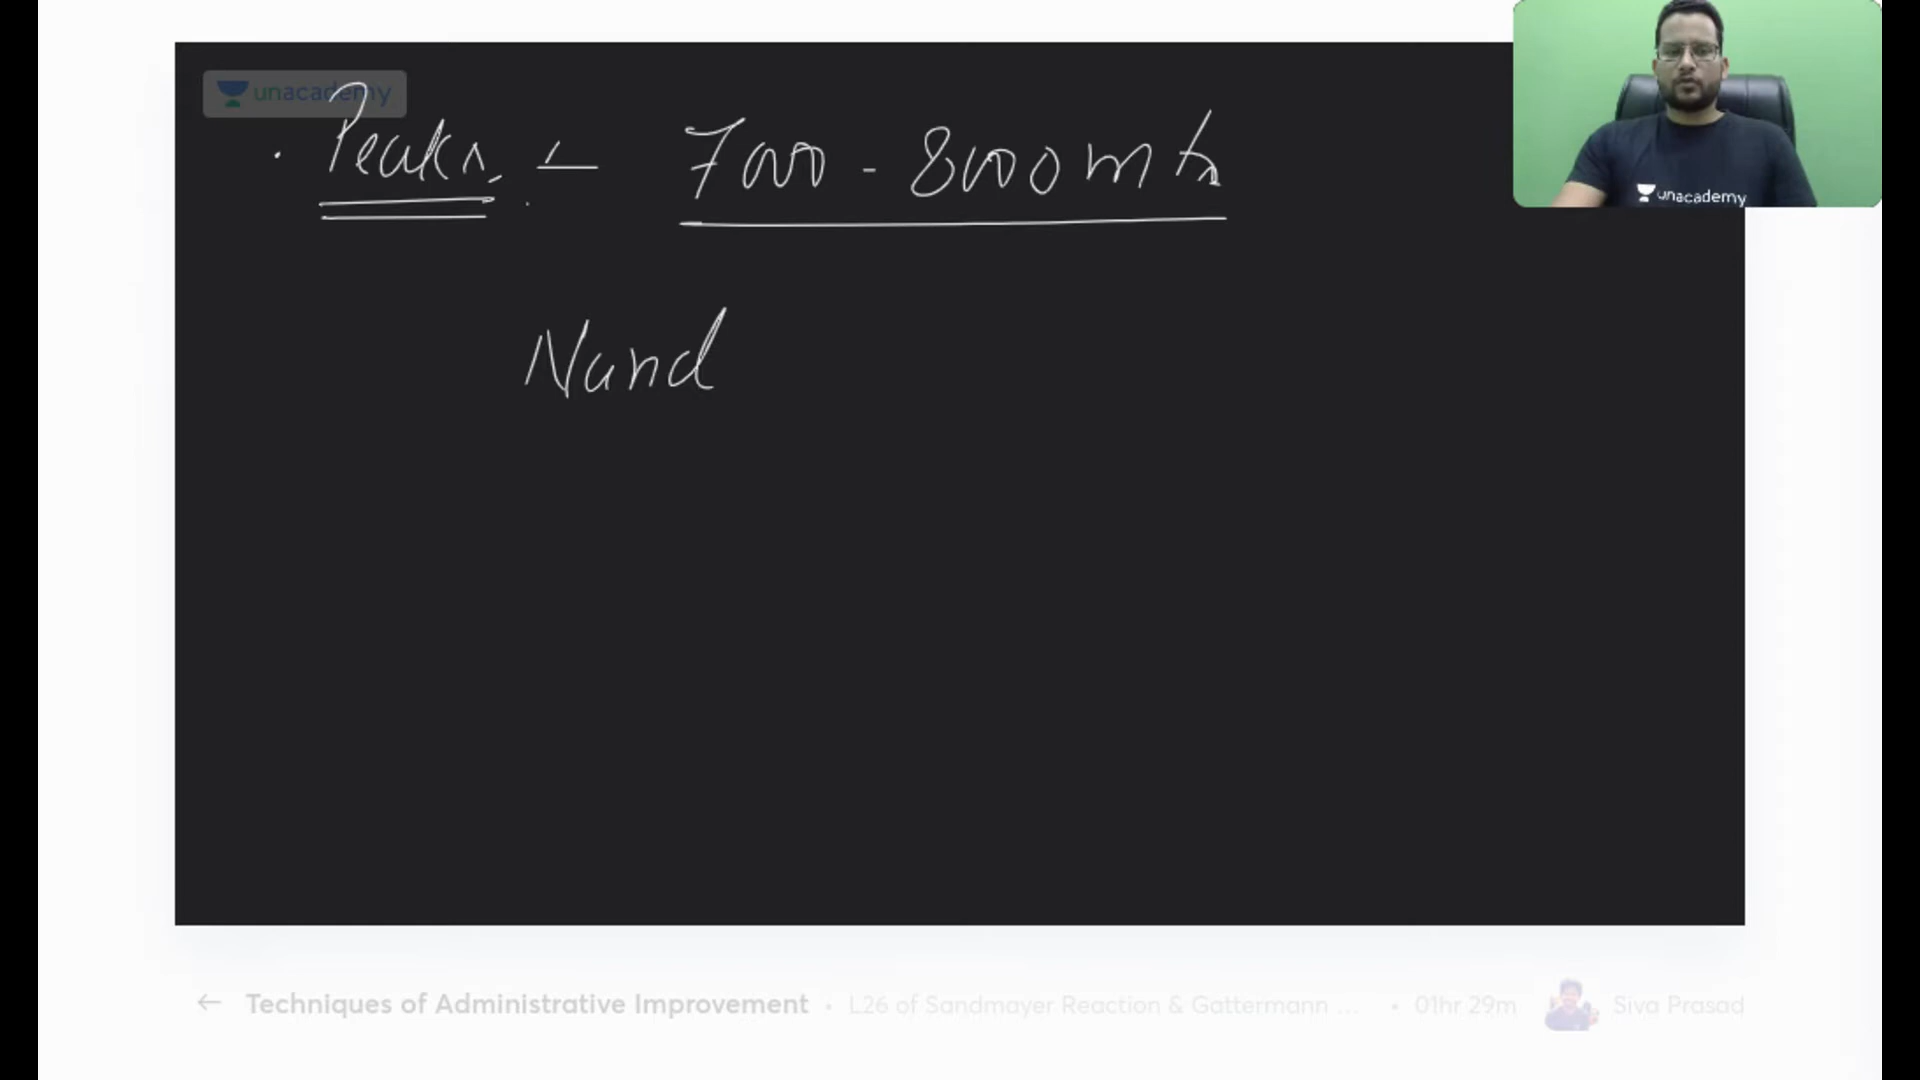 unacademy
. Peaks :- 7000 - 8000 mts
Nand
unacademy
← Techniques of Administrative Improvement • L26 of Sandmayer Reaction & Gattermann ... • 01hr 29m Siva Prasad